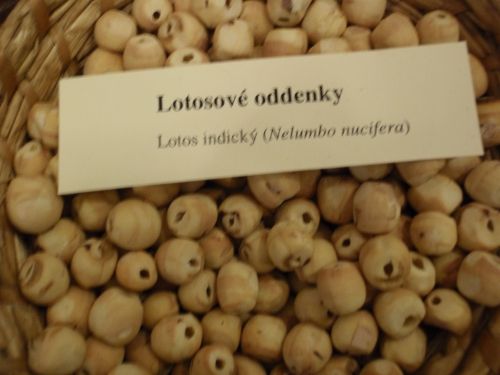 Lotosové oddenky
Lotos indický (Nelumbo nucifera)